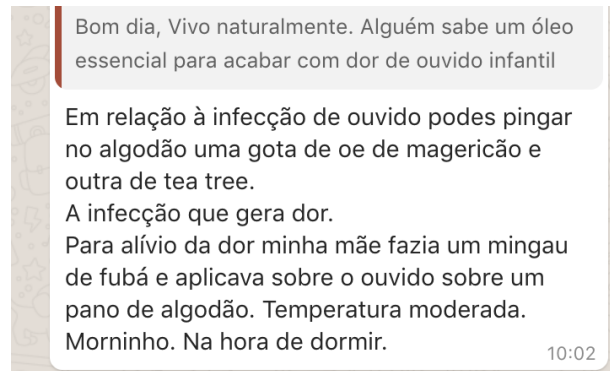 Bom dia, Vivo naturalmente. Alguém sabe um óleo
essencial para acabar com dor de ouvido infantil
Em relação à infecção de ouvido podes pingar
no algodão uma gota de oe de magericão e
outra de tea tree.
A infecção que gera dor.
Para alívio da dor minha mãe fazia um mingau
de fubá e aplicava sobre o ouvido sobre um
pano de algodão. Temperatura moderada.
Morninho. Na hora de dormir.
10:02